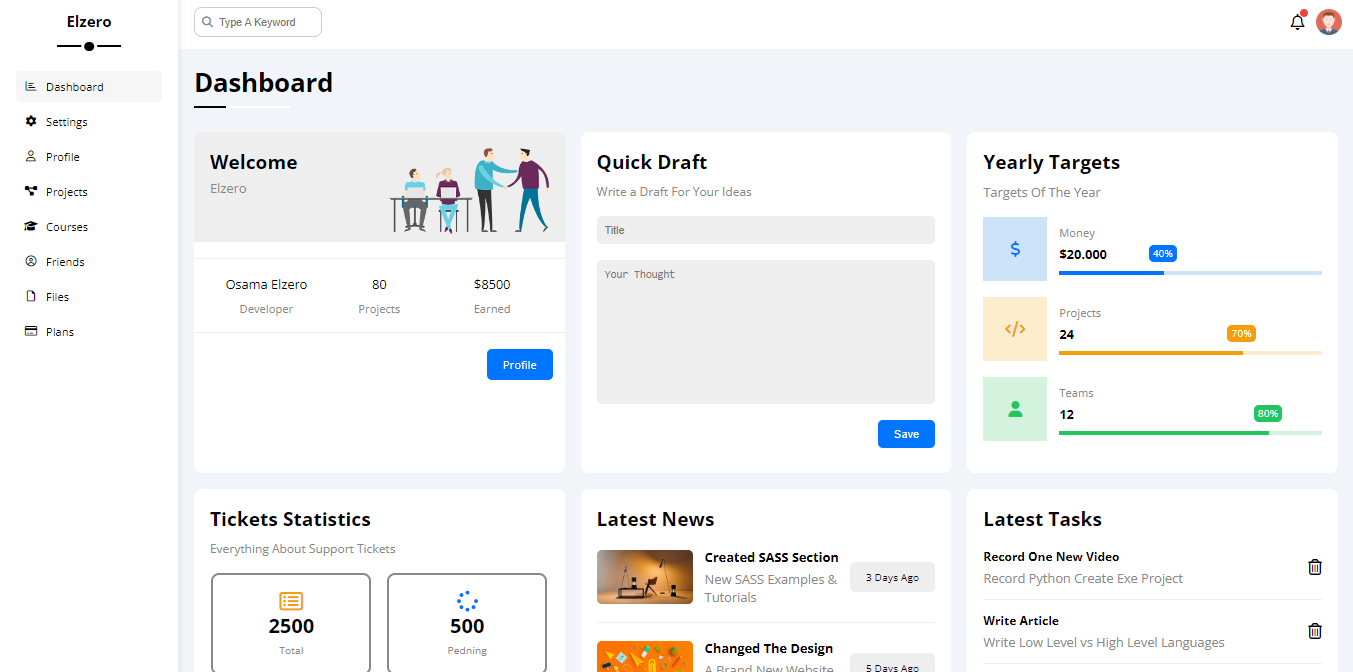 Elzero
Type A Keyword
Dashboard
Settings
Profile
Projects
Courses
Friends
Files
Plans
Dashboard
Welcome
Elzero
Osama Elzero
80
$8500
Developer
Projects
Earned
Profile
Quick Draft
Write a Draft For Your Ideas
Title
Your Thought
Save
Yearly Targets
Targets Of The Year
Money
$20.000
40%
Projects
24
70%
Teams
12
80%
Tickets Statistics
Everything About Support Tickets
2500
Total
500
Pedning
Latest News
Created SASS Section
New SASS Examples &
Tutorials
3 Days Ago
Changed The Design
A Brand New Website
5 Days Ago
Latest Tasks
Record One New Video
Record Python Create Exe Project
Write Article
Write Low Level vs High Level Languages